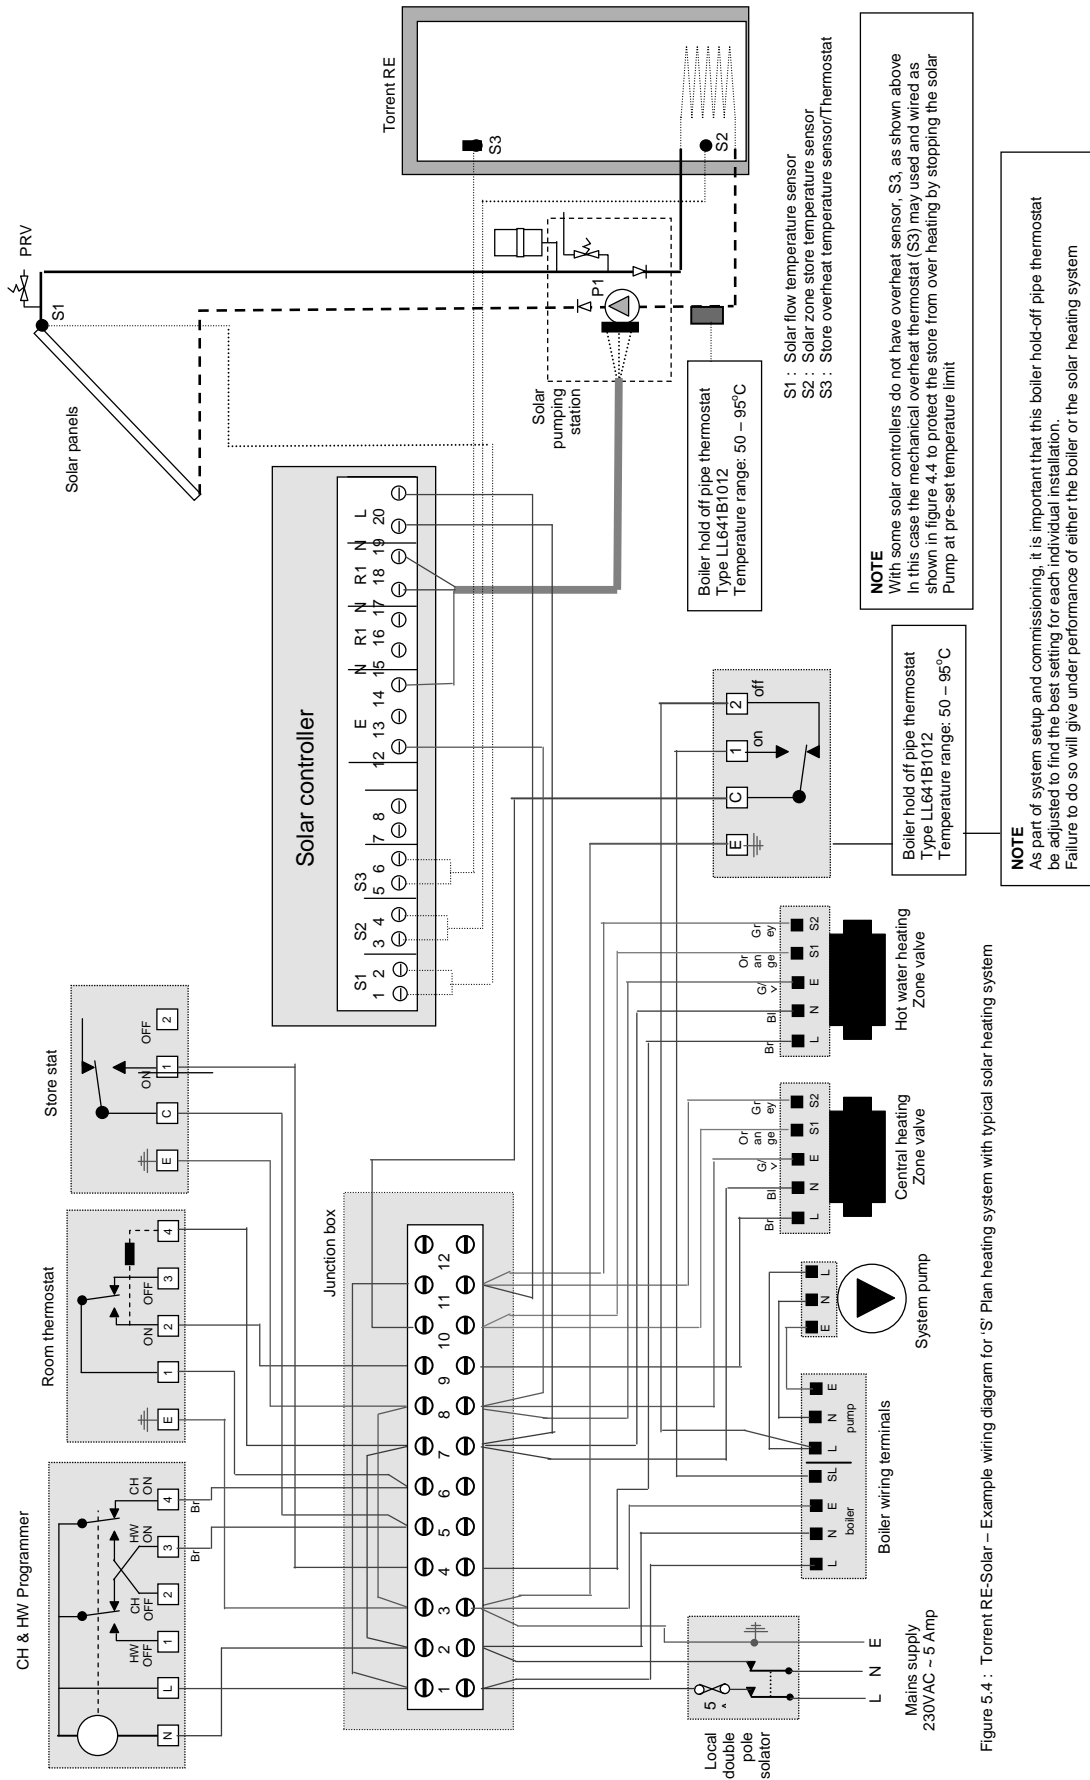 CH & HW Programmer
N
L
1
HW
OFF
2
CH
OFF
3
HW
ON
4
CH
ON
Br
Br
Room thermostat
E
1
2
ON
3
OFF
4
Store stat
E
C
1
ON
2
OFF
Solar panels
S1
PRV
Torrent RE
S3
S2
Solar controller
S1
S2
S3
E
N
R1
N
R1
N
L
1
2
3
4
5
6
7
8
12
13
14
15
16
17
18
19
20
Solar
pumping
station
P1
Boiler hold off pipe thermostat
Type LL641B1012
Temperature range: 50 – 95°C
S1 : Solar flow temperature sensor
S2 : Solar zone temperature sensor
S3 : Store overheat temperature sensor/Thermostat
NOTE
With some solar controllers do not have overheat sensor, S3, as shown above
In this case the mechanical overheat thermostat (S3) may used and wired as
shown in figure 4.4 to protect the store from over heating by stopping the solar
Pump at pre-set temperature limit
Junction box
1
2
3
4
5
6
7
8
9
10
11
12
E
C
1
on
2
off
Boiler hold off pipe thermostat
Type LL641B1012
Temperature range: 50 – 95°C
NOTE
As part of system setup and commissioning, it is important that this boiler hold-off pipe thermostat
be adjusted to find the best setting for each individual installation.
Failure to do so will give under performance of either the boiler or the solar heating system
Local
double
pole
solator
5
L
N
E
Mains supply
230VAC ~ 5 Amp
L
N
E
SL
L
N
E
boiler
pump
Boiler wiring terminals
E
N
L
System pump
Br
Bl
G/
Or
an
ge
Gr
ey
L
N
E
S1
S2
Central heating
Zone valve
Br
Bl
G/
Or
an
ge
Gr
ey
L
N
E
S1
S2
Hot water heating
Zone valve
Figure 5.4 : Torrent RE-Solar – Example wiring diagram for 'S' Plan heating system with typical solar heating system